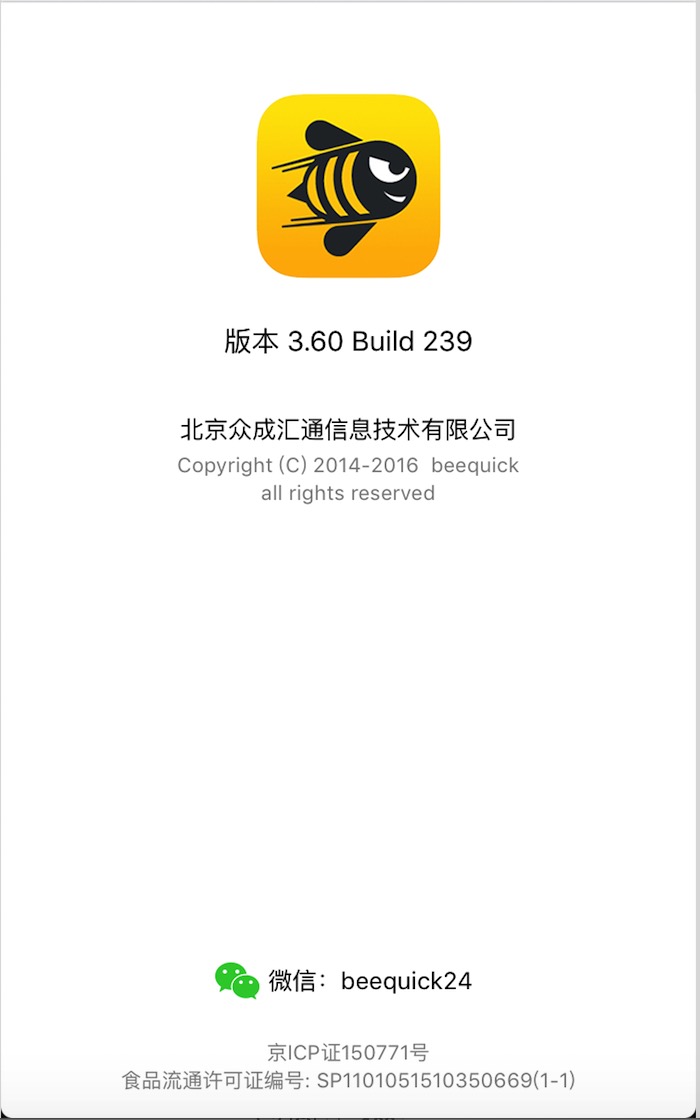 版本 3.60 Build 239
北京众成汇通信息技术有限公司
Copyright (C) 2014-2016  beequick
all rights reserved
微信：beequick24
京ICP证150771号
食品流通许可证编号: SP1101051510350669(1-1)